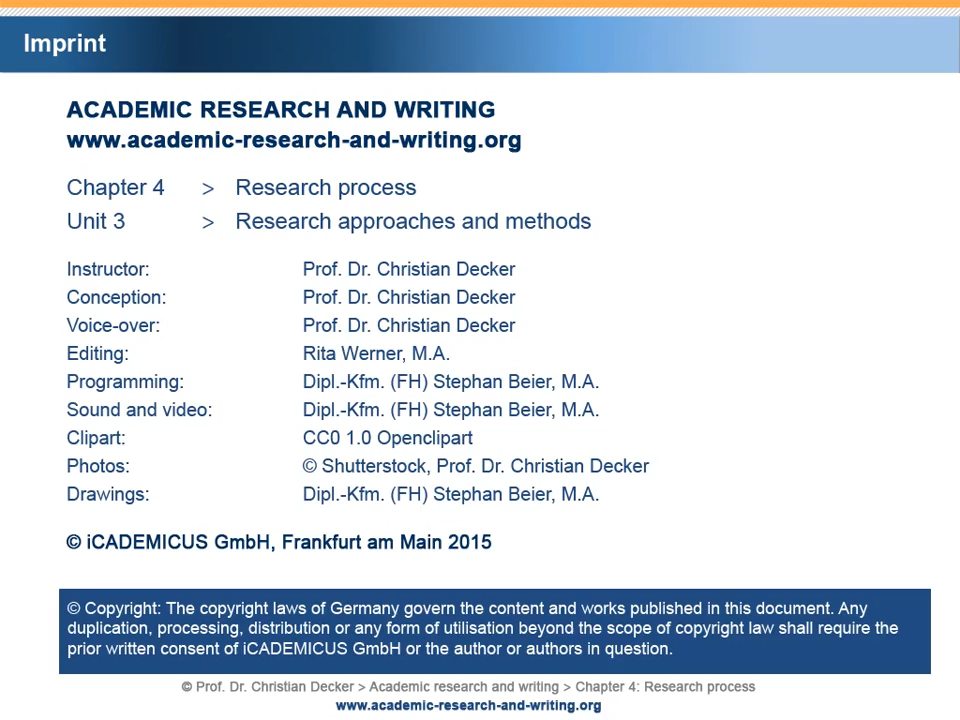 Imprint
ACADEMIC RESEARCH AND WRITING
www.academic-research-and-writing.org
Chapter 4 > Research process
Unit 3 > Research approaches and methods
Instructor: Prof. Dr. Christian Decker
Conception: Prof. Dr. Christian Decker
Voice-over: Prof. Dr. Christian Decker
Editing: Rita Werner, M.A.
Programming: Dipl.-Kfm. (FH) Stephan Beier, M.A.
Sound and video: Dipl.-Kfm. (FH) Stephan Beier, M.A.
Clipart: CC0 1.0 Openclipart
Photos: © Shutterstock, Prof. Dr. Christian Decker
Drawings: Dipl.-Kfm. (FH) Stephan Beier, M.A.
© iCADEMICUS GmbH, Frankfurt am Main 2015
© Copyright: The copyright laws of Germany govern the content and works published in this document. Any
duplication, processing, distribution or any form of utilisation beyond the scope of copyright law shall require the
prior written consent of iCADEMICUS GmbH or the author or authors in question.
© Prof. Dr. Christian Decker > Academic research and writing > Chapter 4: Research process
www.academic-research-and-writing.org